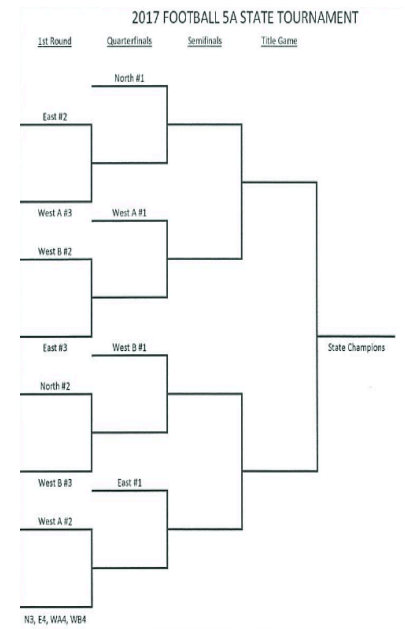 2017 FOOTBALL 5A STATE TOURNAMENT
1st Round Quarterfinals Semifinals Title Game
North #1
East #2
West A #3 West A #1
West B #2
East #3 West B #1
State Champions
North #2
West B #3 East #1
West A #2
N3, E4, WA4, WB4